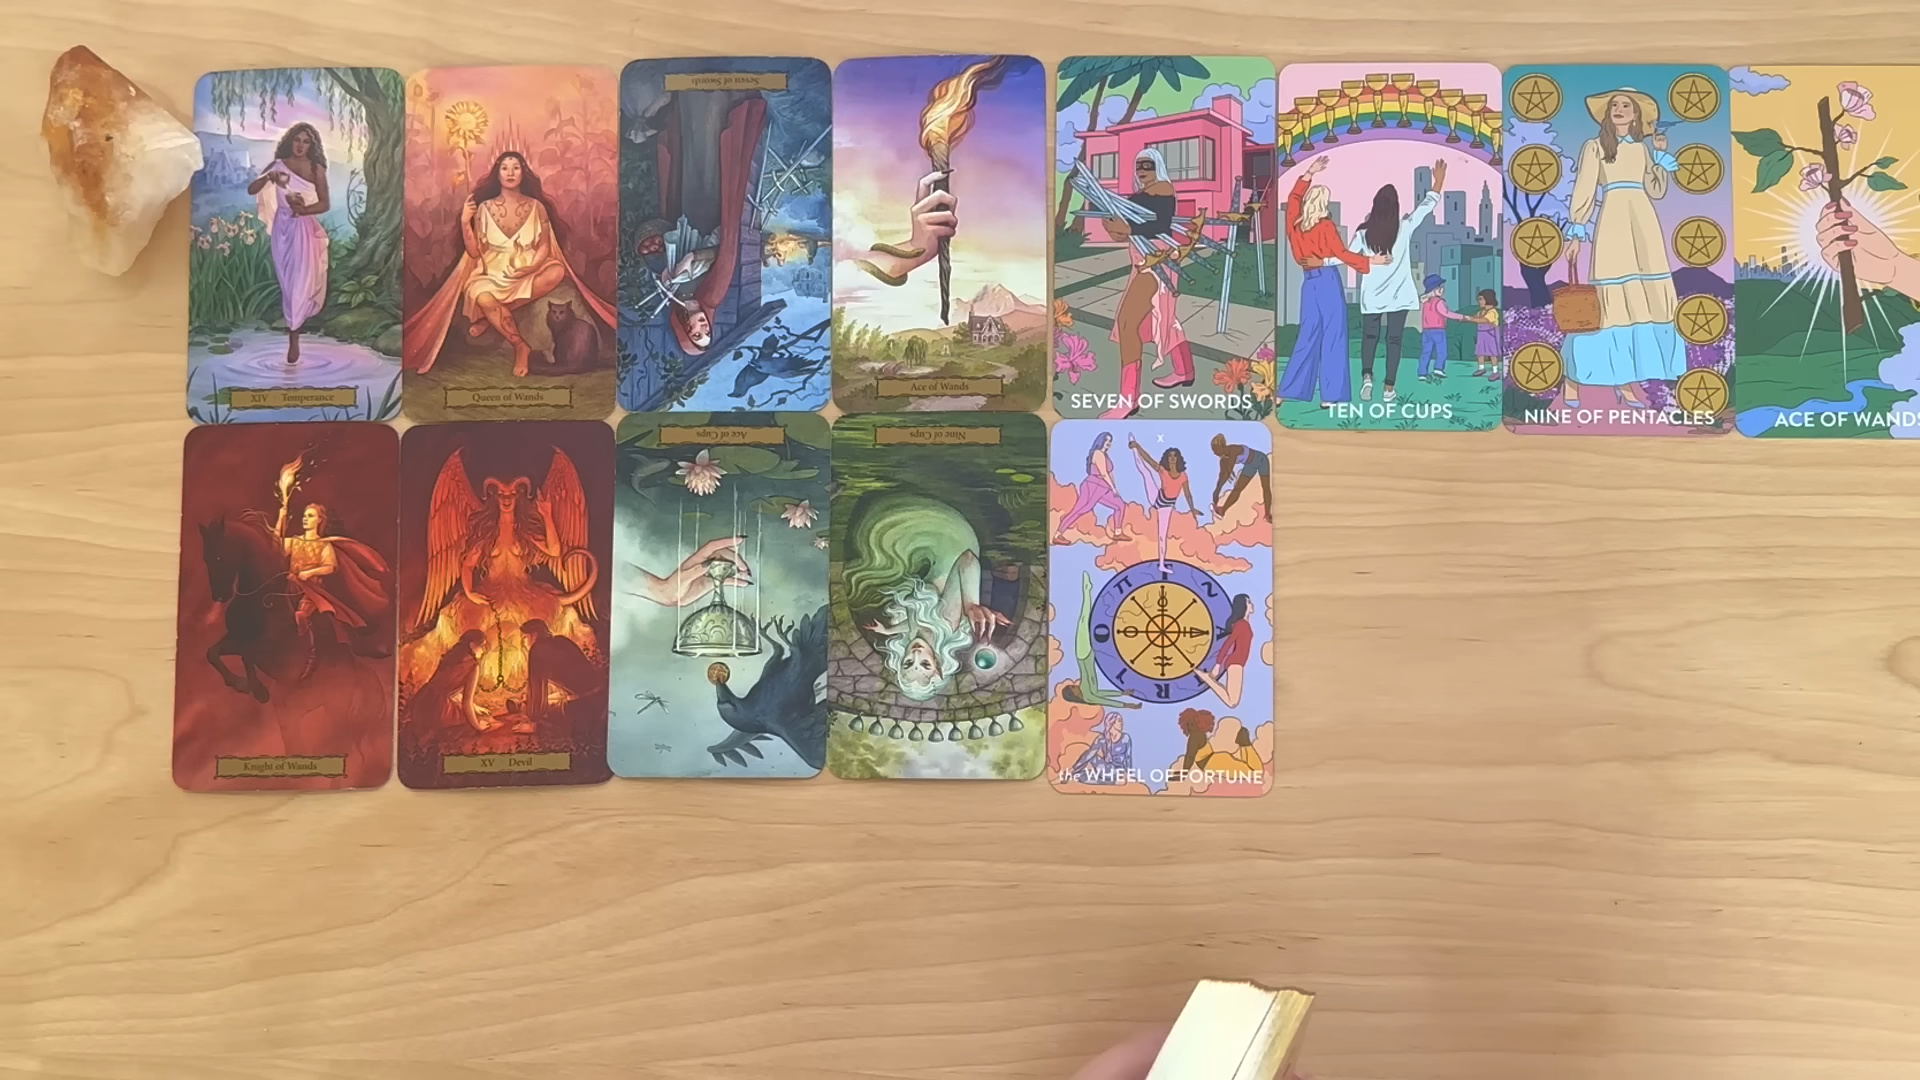 Seven of Swords
XIV Temperance
Queen of Wands
Ace of Wands
SEVEN OF SWORDS
TEN OF CUPS
NINE OF PENTACLES
ACE OF WANDS
Ace of Cups
Nine of Cups
X
Knight of Wands
XV Devil
the WHEEL OF FORTUNE